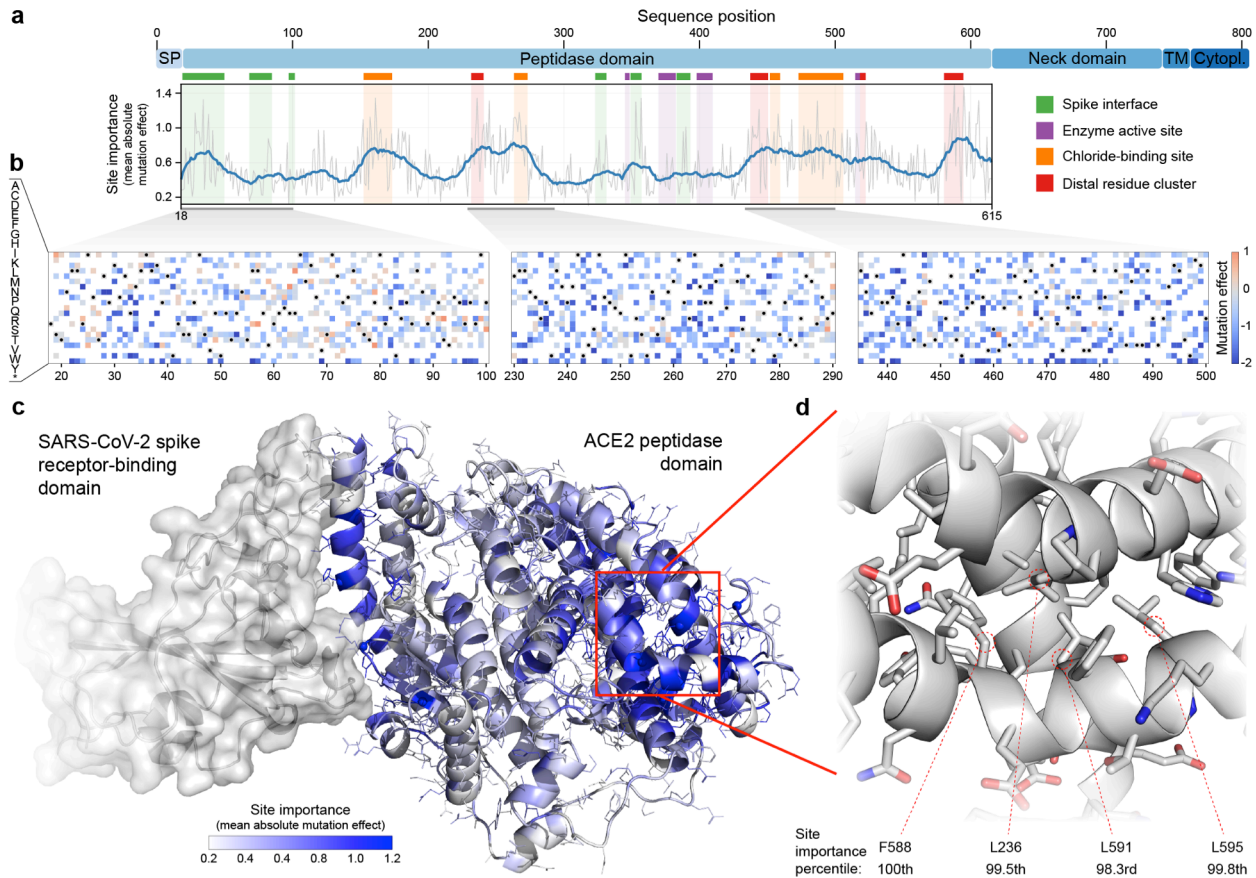 a
Sequence position
0 100 200 300 400 500 600 700 800
SP Peptidase domain Neck domain TM Cytopl.
Site importance
(mean absolute
mutation effect)
1.4
1.0
0.6
0.2
18 615
Spike interface
Enzyme active site
Chloride-binding site
Distal residue cluster
b
A
C
D
E
F
G
H
I
K
L
M
N
P
Q
R
S
T
V
W
Y
*
20 30 40 50 60 70 80 90 100
230 240 250 260 270 280 290
440 450 460 470 480 490 500
Mutation effect
1
0
-1
-2
c
SARS-CoV-2 spike
receptor-binding
domain
ACE2 peptidase
domain
Site importance
(mean absolute mutation effect)
0.2 0.4 0.6 0.8 1.0 1.2
d
Site
importance
percentile:
F588 L236 L591 L595
100th 99.5th 98.3rd 99.8th